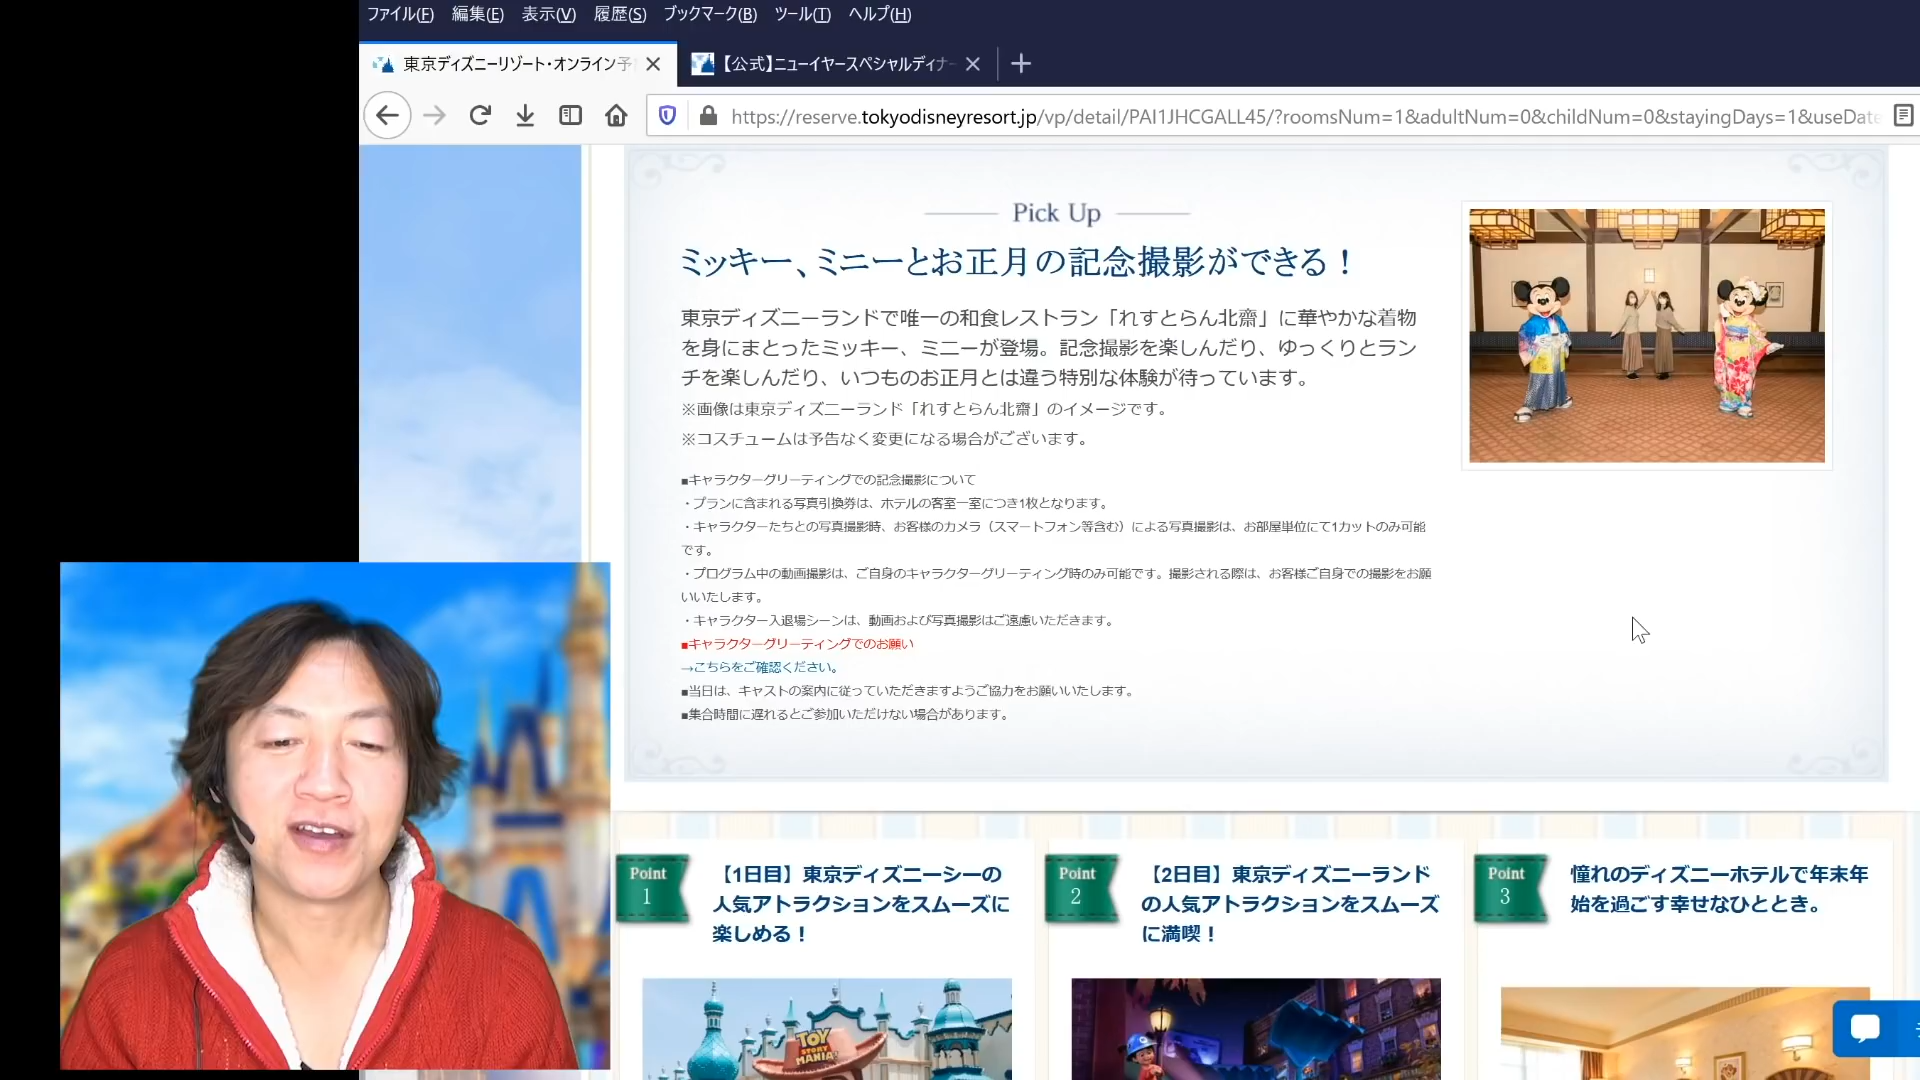 ファイル(F) 編集(E) 表示(V) 履歴(S) ブックマーク(B) ツール(T) ヘルプ(H)
東京ディズニーリゾート・オンライン予
【公式】ニューイヤースペシャルディナー
https://reserve.tokyodisneyresort.jp/vp/detail/PAI1JHCGALL45/?roomsNum=1&adultNum=0&childNum=0&stayingDays=1&useDate
Pick Up
ミッキー、ミニーとお正月の記念撮影ができる！
東京ディズニーランドで唯一の和食レストラン「れすとらん北齋」に華やかな着物
を身にまとったミッキー、ミニーが登場。記念撮影を楽しんだり、ゆっくりとラン
チを楽しんだり、いつものお正月とは違う特別な体験が待っています。
※画像は東京ディズニーランド「れすとらん北齋」のイメージです。
※コスチュームは予告なく変更になる場合がございます。
■キャラクターグリーティングでの記念撮影について
・プランに含まれる写真引換券は、ホテルの客室一室につき1枚となります。
・キャラクターたちとの写真撮影時、お客様のカメラ（スマートフォン等含む）による写真撮影は、お部屋単位にて1カットのみ可能
です。
・プログラム中の動画撮影は、ご自身のキャラクターグリーティング時のみ可能です。撮影される際は、お客様ご自身での撮影をお願
いいたします。
・キャラクター入退場シーンは、動画および写真撮影はご遠慮いただきます。
■キャラクターグリーティングでのお願い
→こちらをご確認ください。
■当日は、キャストの案内に従っていただきますようご協力をお願いいたします。
■集合時間に遅れるとご参加いただけない場合があります。
Point
1
【1日目】東京ディズニーシーの
人気アトラクションをスムーズに
楽しめる！
Point
2
【2日目】東京ディズニーランド
の人気アトラクションをスムーズ
に満喫！
Point
3
憧れのディズニーホテルで年末年
始を過ごす幸せなひととき。
TOY
STORY
MANIA!